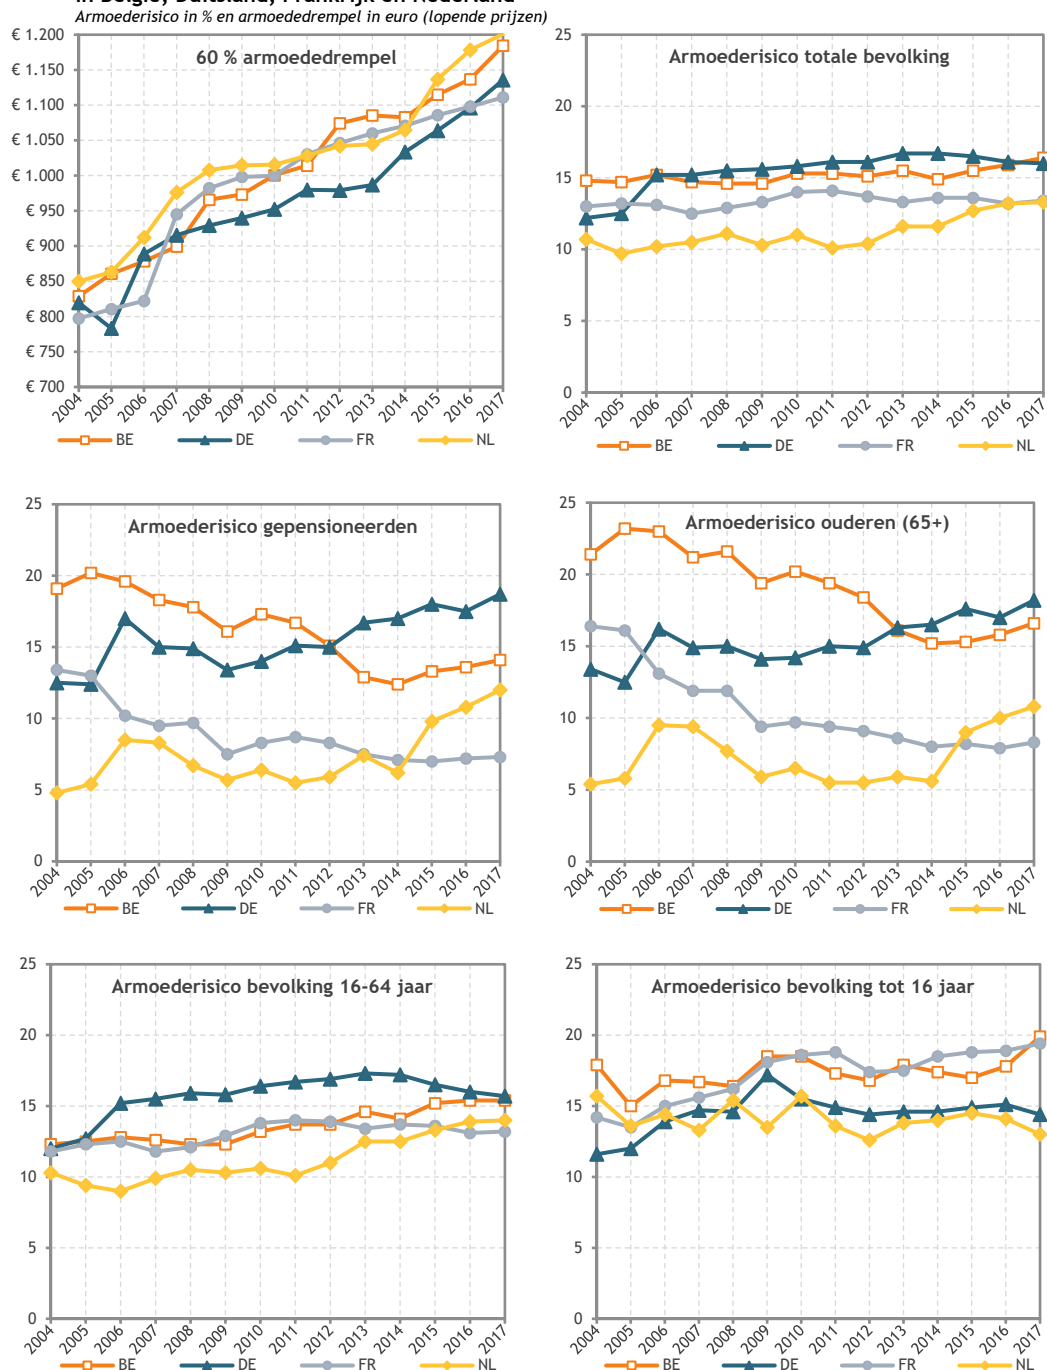 in België, Duitsland, Frankrijk en Nederland
Armoederisico in % en armoededrempel in euro (lopende prijzen)
60 % armoededrempel
€ 1.200
€ 1.150
€ 1.100
€ 1.050
€ 1.000
€ 950
€ 900
€ 850
€ 800
€ 750
€ 700
2004 2005 2006 2007 2008 2009 2010 2011 2012 2013 2014 2015 2016 2017
BE DE FR NL
Armoederisico totale bevolking
25
20
15
10
5
0
2004 2005 2006 2007 2008 2009 2010 2011 2012 2013 2014 2015 2016 2017
BE DE FR NL
Armoederisico gepensioneerden
25
20
15
10
5
0
2004 2005 2006 2007 2008 2009 2010 2011 2012 2013 2014 2015 2016 2017
BE DE FR NL
Armoederisico ouderen (65+)
25
20
15
10
5
0
2004 2005 2006 2007 2008 2009 2010 2011 2012 2013 2014 2015 2016 2017
BE DE FR NL
Armoederisico bevolking 16-64 jaar
25
20
15
10
5
0
2004 2005 2006 2007 2008 2009 2010 2011 2012 2013 2014 2015 2016 2017
BE DE FR NL
Armoederisico bevolking tot 16 jaar
25
20
15
10
5
0
2004 2005 2006 2007 2008 2009 2010 2011 2012 2013 2014 2015 2016 2017
BE DE FR NL